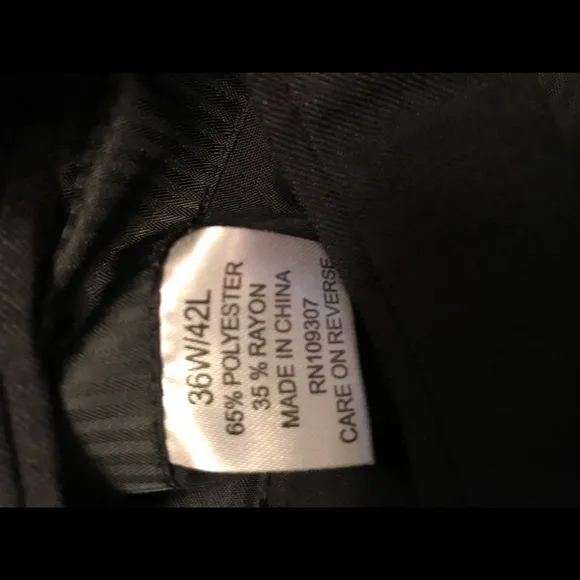 36W/42L
65% POLYESTER
35 % RAYON
MADE IN CHINA
RN109307
CARE ON REVERSE